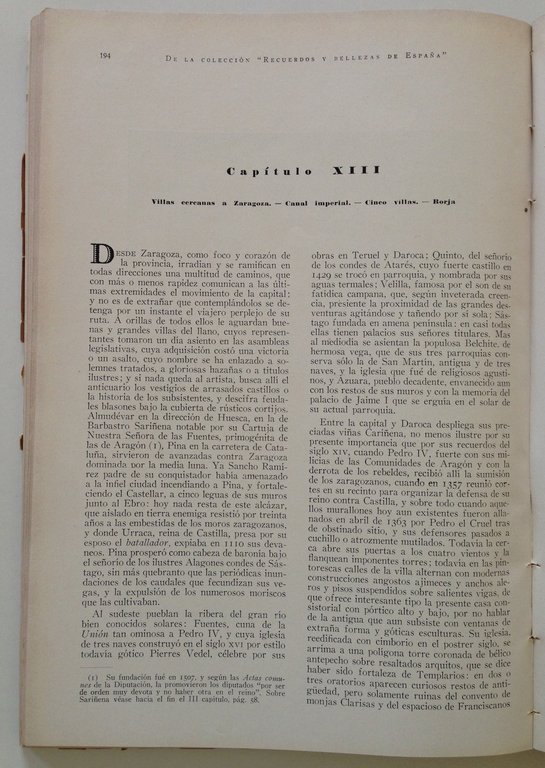 194
DE LA COLECCIÓN "RECUERDOS Y BELLEZAS DE ESPAÑA"
Capítulo XIII
Villas cercanas a Zaragoza. — Canal imperial. — Cinco villas. — Borja
DESDE Zaragoza, como foco y corazón de
la provincia, irradian y se ramifican en
todas direcciones una multitud de caminos, que
con más o menos rapidez comunican a las últi-
mas extremidades el movimiento de la capital:
y no es de extrañar que contemplándolos se de-
tenga por un instante el viajero perplejo de su
ruta. A orillas de todos ellos le aguardan bue-
nas y grandes villas del llano, cuyos represen-
tantes tomaron un día asiento en las asambleas
legislativas, cuya adquisición costó una victoria
o un asalto, cuyo nombre se ha enlazado a so-
lemnes tratados, a gloriosas hazañas o a títulos
ilustres; y si nada queda al artista, busca allí el
anticuario los vestigios de arrasados castillos o
la historia de los subsistentes, y descifra feuda-
les blasones bajo la cubierta de rústicos cortijos.
Almudévar en la dirección de Huesca, en la de
Barbastro Sariñena notable por su Cartuja de
Nuestra Señora de las Fuentes, primogénita de
las de Aragón (1), Pina en la carretera de Cata-
luña, sirvieron de avanzadas contra Zaragoza
dominada por la media luna. Ya Sancho Ramí-
rez padre de su conquistador había amenazado
a la infiel ciudad incendiando a Pina, y fortale-
ciendo el Castellar, a cinco leguas de sus muros
junto al Ebro: hoy nada resta de este alcázar,
que aislado en tierra enemiga resistió por treinta
años a las embestidas de los moros zaragozanos,
y donde Urraca, reina de Castilla, presa por su
esposo el batallador, expiaba en 1110 sus deva-
neos. Pina prosperó como cabeza de baronía bajo
el señorío de los ilustres Alagones condes de Sás-
tago, sin más quebranto que las periódicas inun-
daciones de los caudales que fecundizan sus ve-
gas, y la expulsión de los numerosos moriscos
que las cultivaban.
Al sudeste pueblan la ribera del gran río
bien conocidos solares: Fuentes, cuna de la
Unión tan ominosa a Pedro IV, y cuya iglesia
de tres naves construyó en el siglo XVI por estilo
todavía gótico Pierres Vedel, célebre por sus
(1) Su fundación fué en 1507, y según las Actas comu-
nes de la Diputación, la promovieron los diputados "por ser
de orden muy devota y no haber otra en el reino". Sobre
Sariñena véase hacia el fin el III capítulo, pág. 58.
obras en Teruel y Daroca; Quinto, del señorío
de los condes de Atarés, cuyo fuerte castillo en
1429 se trocó en parroquia, y nombrada por sus
aguas termales; Velilla, famosa por el son de su
fatídica campana, que, según inveterada creen-
cia, presiente la proximidad de las grandes des-
venturas agitándose y tañendo por si sola; Sás-
tago fundada en amena península: en casi todas
ellas tienen palacios sus señores titulares. Mas
al mediodía se asientan la populosa Belchite, de
hermosa vega, que de sus tres parroquias con-
serva sólo la de San Martín, antigua y de tres
naves, y la iglesia que fué de religiosos agusti-
nos, y Azuara, pueblo decadente, envanecido aun
con los restos de sus muros y con la memoria del
palacio de Jaime I que se erguía en el solar de
su actual parroquia.
Entre la capital y Daroca despliega sus pre-
ciadas viñas Cariñena, no menos ilustre por su
presente importancia que por sus recuerdos del
siglo XIV, cuando Pedro IV, fuerte con sus mi-
licias de las Comunidades de Aragón y con la
derrota de los rebeldes, recibió allí la sumisión
de los zaragozanos, cuando en 1357 reunió cor-
tes en su recinto para organizar la defensa de su
reino contra Castilla, y sobre todo cuando aque-
llos murallones hoy aun existentes fueron alla-
nados en abril de 1363 por Pedro el Cruel tras
de obstinado sitio, y sus defensores pasados a
cuchillo o atrozmente mutilados. Todavía la cer-
ca abre sus puertas a los cuatro vientos y la
flanquean imponentes torres; todavía en las pin-
torescas calles de la villa alternan con modernas
construcciones angostos ajimeces y anchos ale-
ros y pisos suspendidos sobre salientes vigas, de
que ofrece interesante tipo la presente casa con-
sistorial con pórtico alto y bajo, por no hablar
de la antigua que aun subsiste con ventanas de
extraña forma y góticas esculturas. Su iglesia,
reedificada con cimborio en el postrer siglo, se
arrima a una polígona torre coronada de bélico
antepecho sobre resaltados arquitos, que se dice
haber sido fortaleza de Templarios: en dos o
tres oratorios aparecen curiosos restos de anti-
güedad, pero solamente ruinas del convento de
monjas Clarisas y del espacioso de Franciscanos